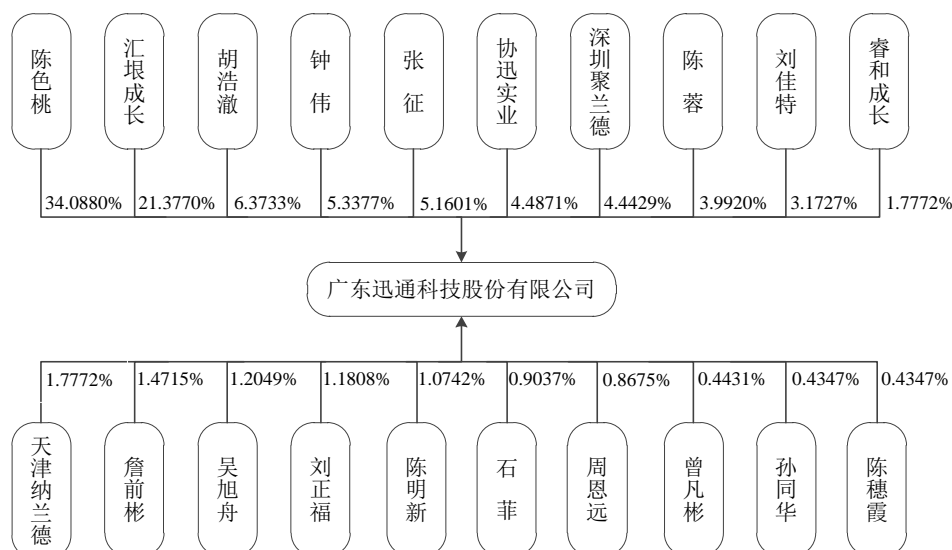 陈色桃
汇垠成长
胡浩澈
钟 伟
张 征
协迅实业
深圳聚兰德
陈 蓉
刘佳特
睿和成长
34.0880%
21.3770%
6.3733%
5.3377%
5.1601%
4.4871%
4.4429%
3.9920%
3.1727%
1.7772%
广东迅通科技股份有限公司
1.7772%
1.4715%
1.2049%
1.1808%
1.0742%
0.9037%
0.8675%
0.4431%
0.4347%
0.4347%
天津纳兰德
詹前彬
吴旭舟
刘正福
陈明新
石 菲
周恩远
曾凡彬
孙同华
陈穗霞